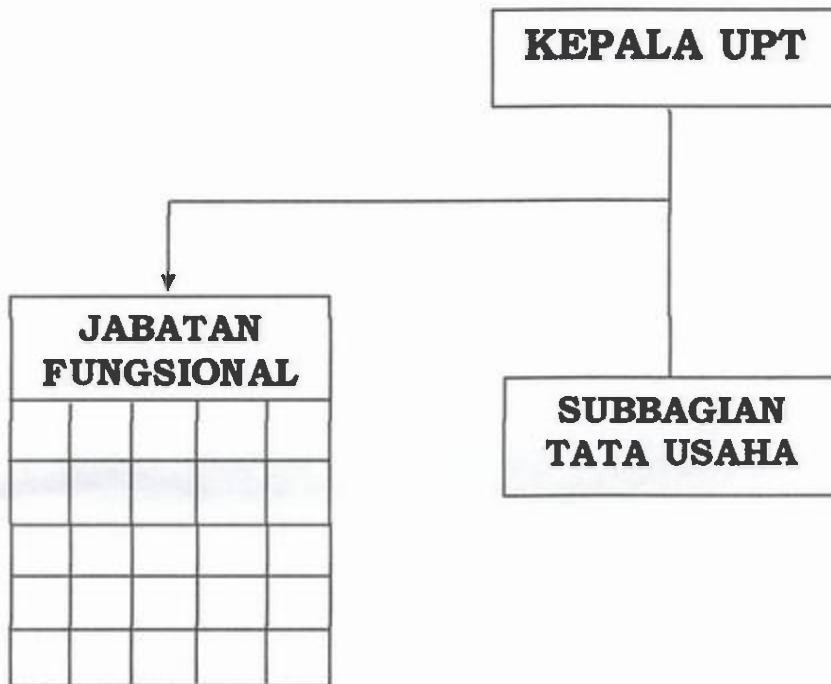 KEPALA UPT
JABATAN
FUNGSIONAL
SUBBAGIAN
TATA USAHA